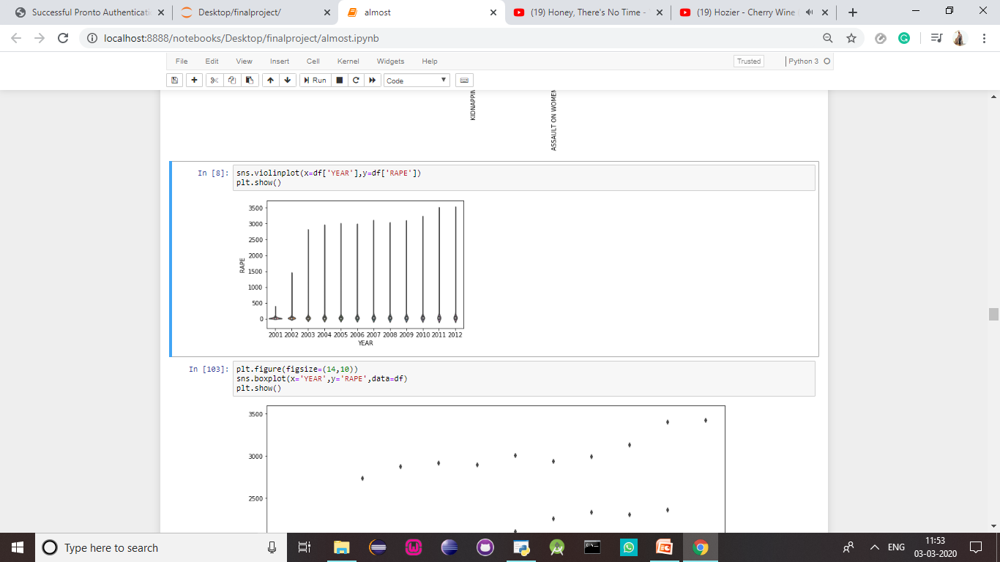 Successful Pronto Authenticati
Desktop/finalproject/
almost
(19) Honey, There's No Time -
(19) Hozier - Cherry Wine
localhost:8888/notebooks/Desktop/finalproject/almost.ipynb
File Edit View Insert Cell Kernel Widgets Help
Trusted
Python 3
Run
Code
KIDNAPPIN
ASSAULT ON WOMEN
In [8]:
sns.violinplot(x=df['YEAR'],y=df['RAPE'])
plt.show()
3500
3000
2500
2000
1500
1000
500
0
RAPE
2001 2002 2003 2004 2005 2006 2007 2008 2009 2010 2011 2012
YEAR
In [103]:
plt.figure(figsize=(14,10))
sns.boxplot(x='YEAR',y='RAPE',data=df)
plt.show()
3500
3000
2500
Type here to search
ENG
11:53
03-03-2020